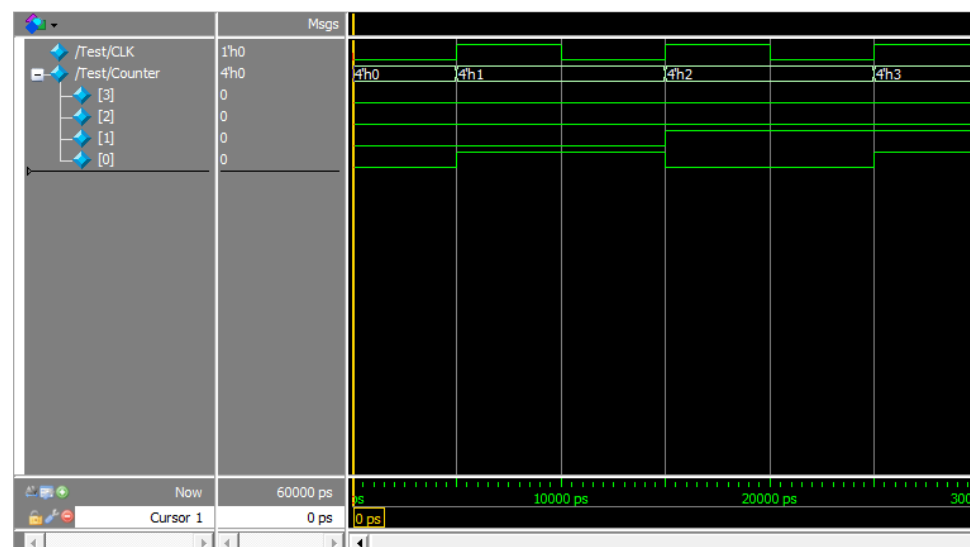 Msgs
/Test/CLK 1'h0
/Test/Counter 4'h0 4'h0 4'h1 4'h2 4'h3
[3] 0
[2] 0
[1] 0
[0] 0
Now 60000 ps ps 10000 ps 20000 ps 300
Cursor 1 0 ps 0 ps